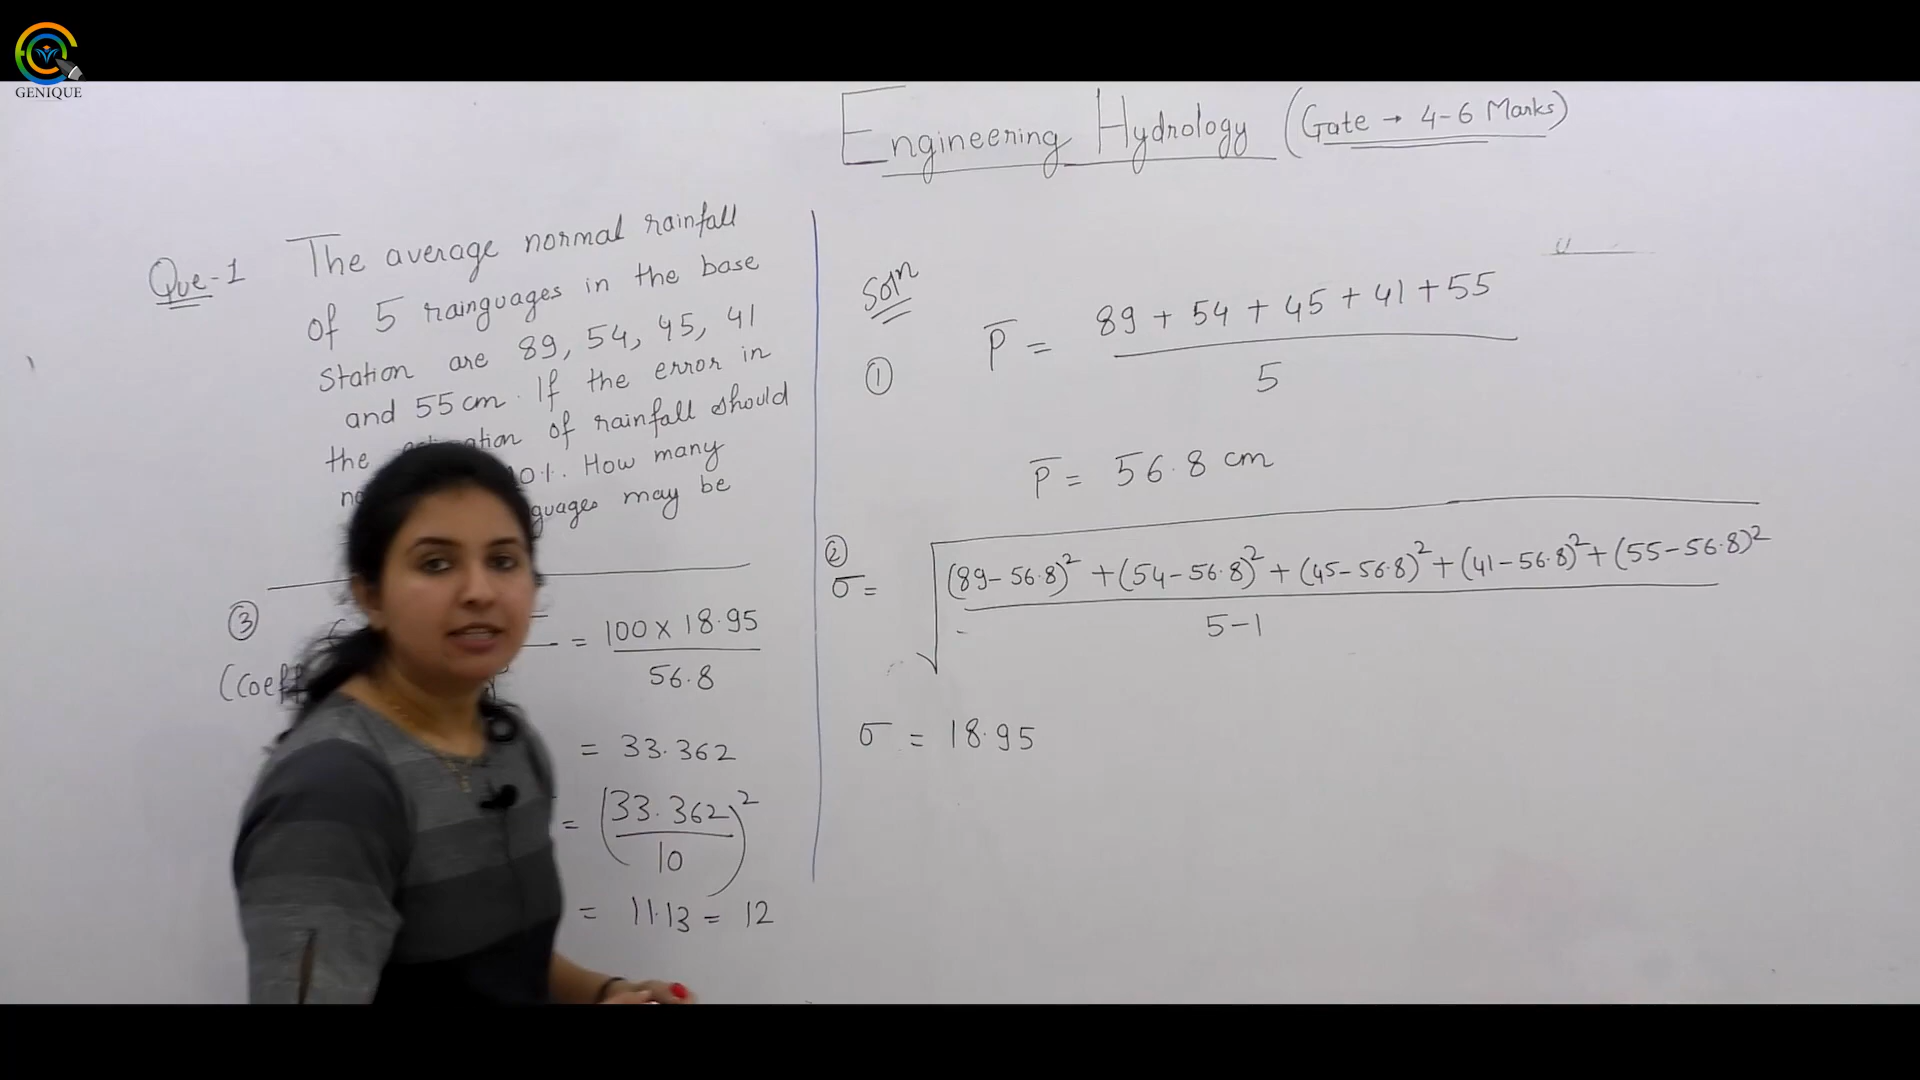 GENIQUE
Engineering Hydrology (Gate → 4-6 Marks)
Que-1 The average normal rainfall
of 5 rainguages in the base
Station are 89, 54, 45, 41
and 55 cm. If the error in
the of rainfall should
10%. How many
may be
③ = 100 × 18.95 / 56.8
= 33.362
= (33.362 / 10)²
= 11.13 = 12
Soln
① P̅ = 89 + 54 + 45 + 41 + 55 / 5
P̅ = 56.8 cm
② σ = √((89-56.8)² + (54-56.8)² + (45-56.8)² + (41-56.8)² + (55-56.8)² / 5-1)
σ = 18.95